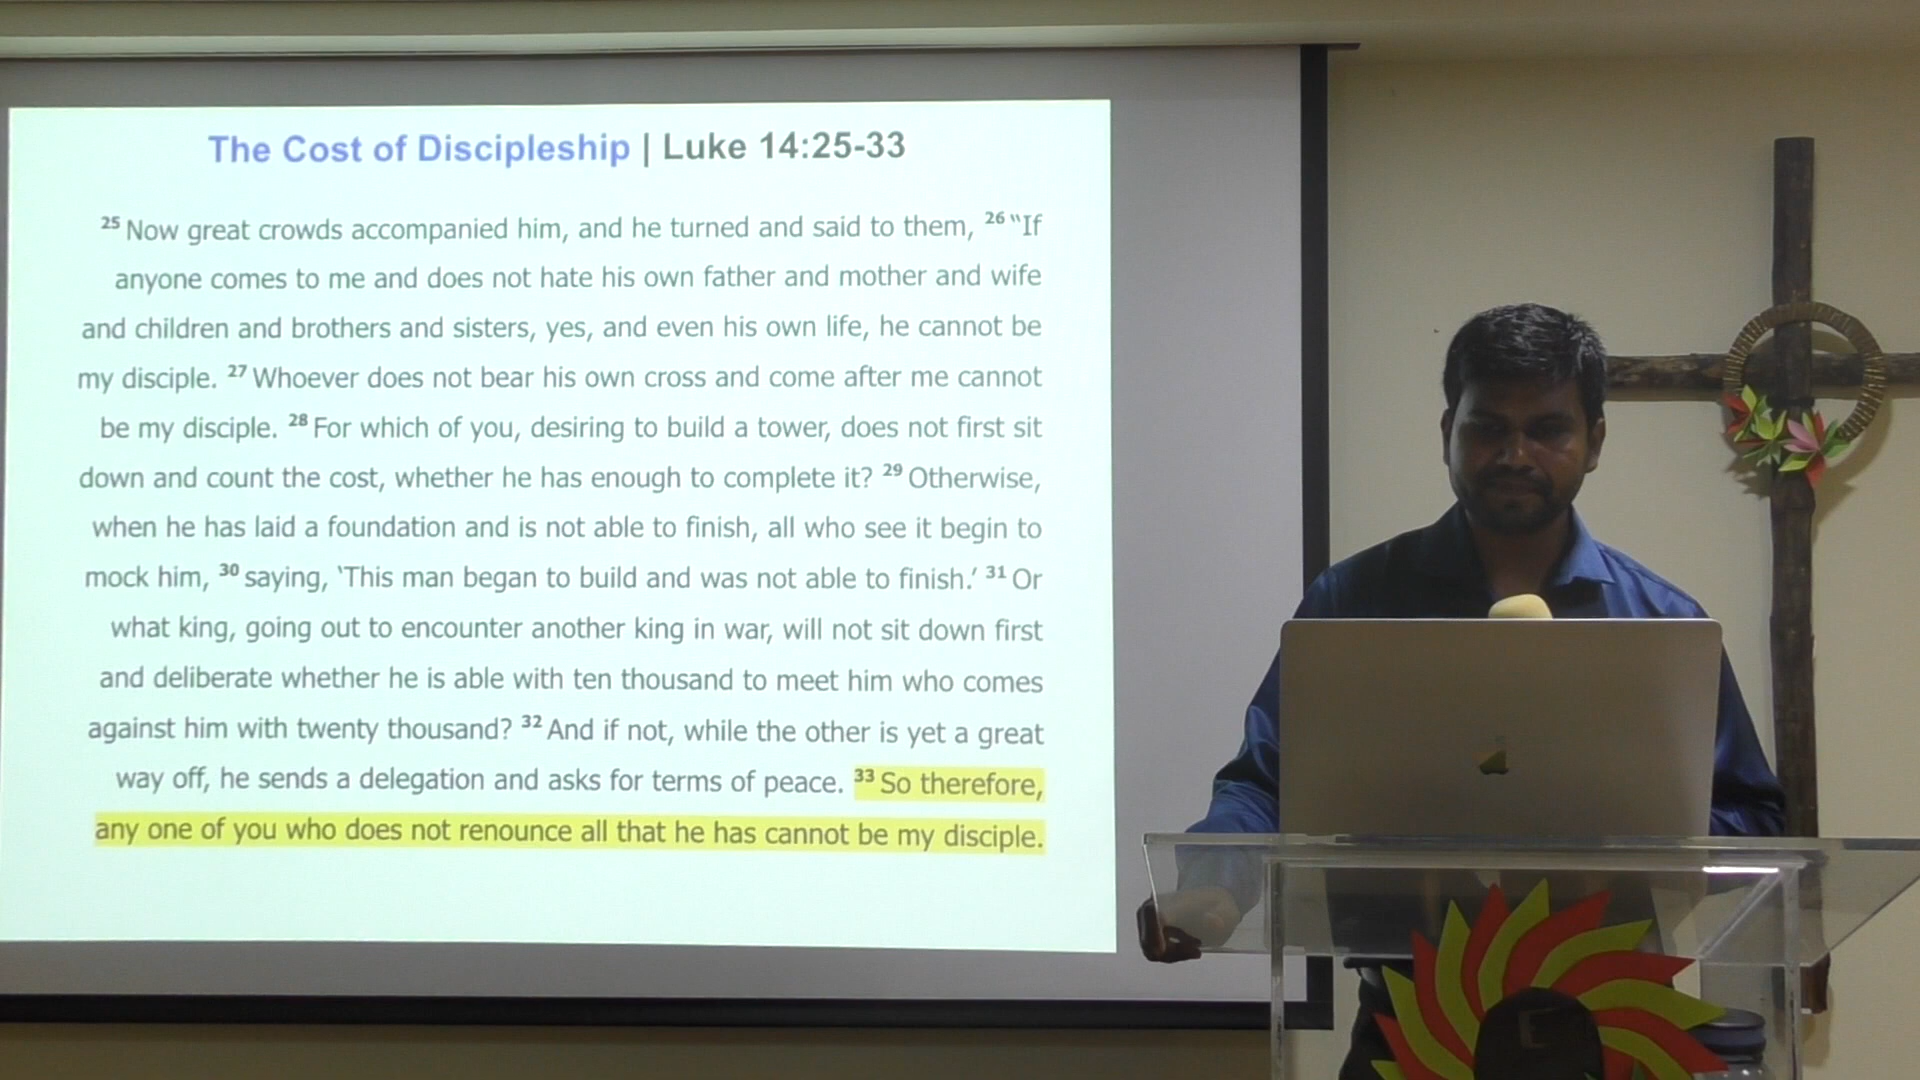 The Cost of Discipleship | Luke 14:25-33
25 Now great crowds accompanied him, and he turned and said to them, 26 “If
anyone comes to me and does not hate his own father and mother and wife
and children and brothers and sisters, yes, and even his own life, he cannot be
my disciple. 27 Whoever does not bear his own cross and come after me cannot
be my disciple. 28 For which of you, desiring to build a tower, does not first sit
down and count the cost, whether he has enough to complete it? 29 Otherwise,
when he has laid a foundation and is not able to finish, all who see it begin to
mock him, 30 saying, ‘This man began to build and was not able to finish.’ 31 Or
what king, going out to encounter another king in war, will not sit down first
and deliberate whether he is able with ten thousand to meet him who comes
against him with twenty thousand? 32 And if not, while the other is yet a great
way off, he sends a delegation and asks for terms of peace. 33 So therefore,
any one of you who does not renounce all that he has cannot be my disciple.